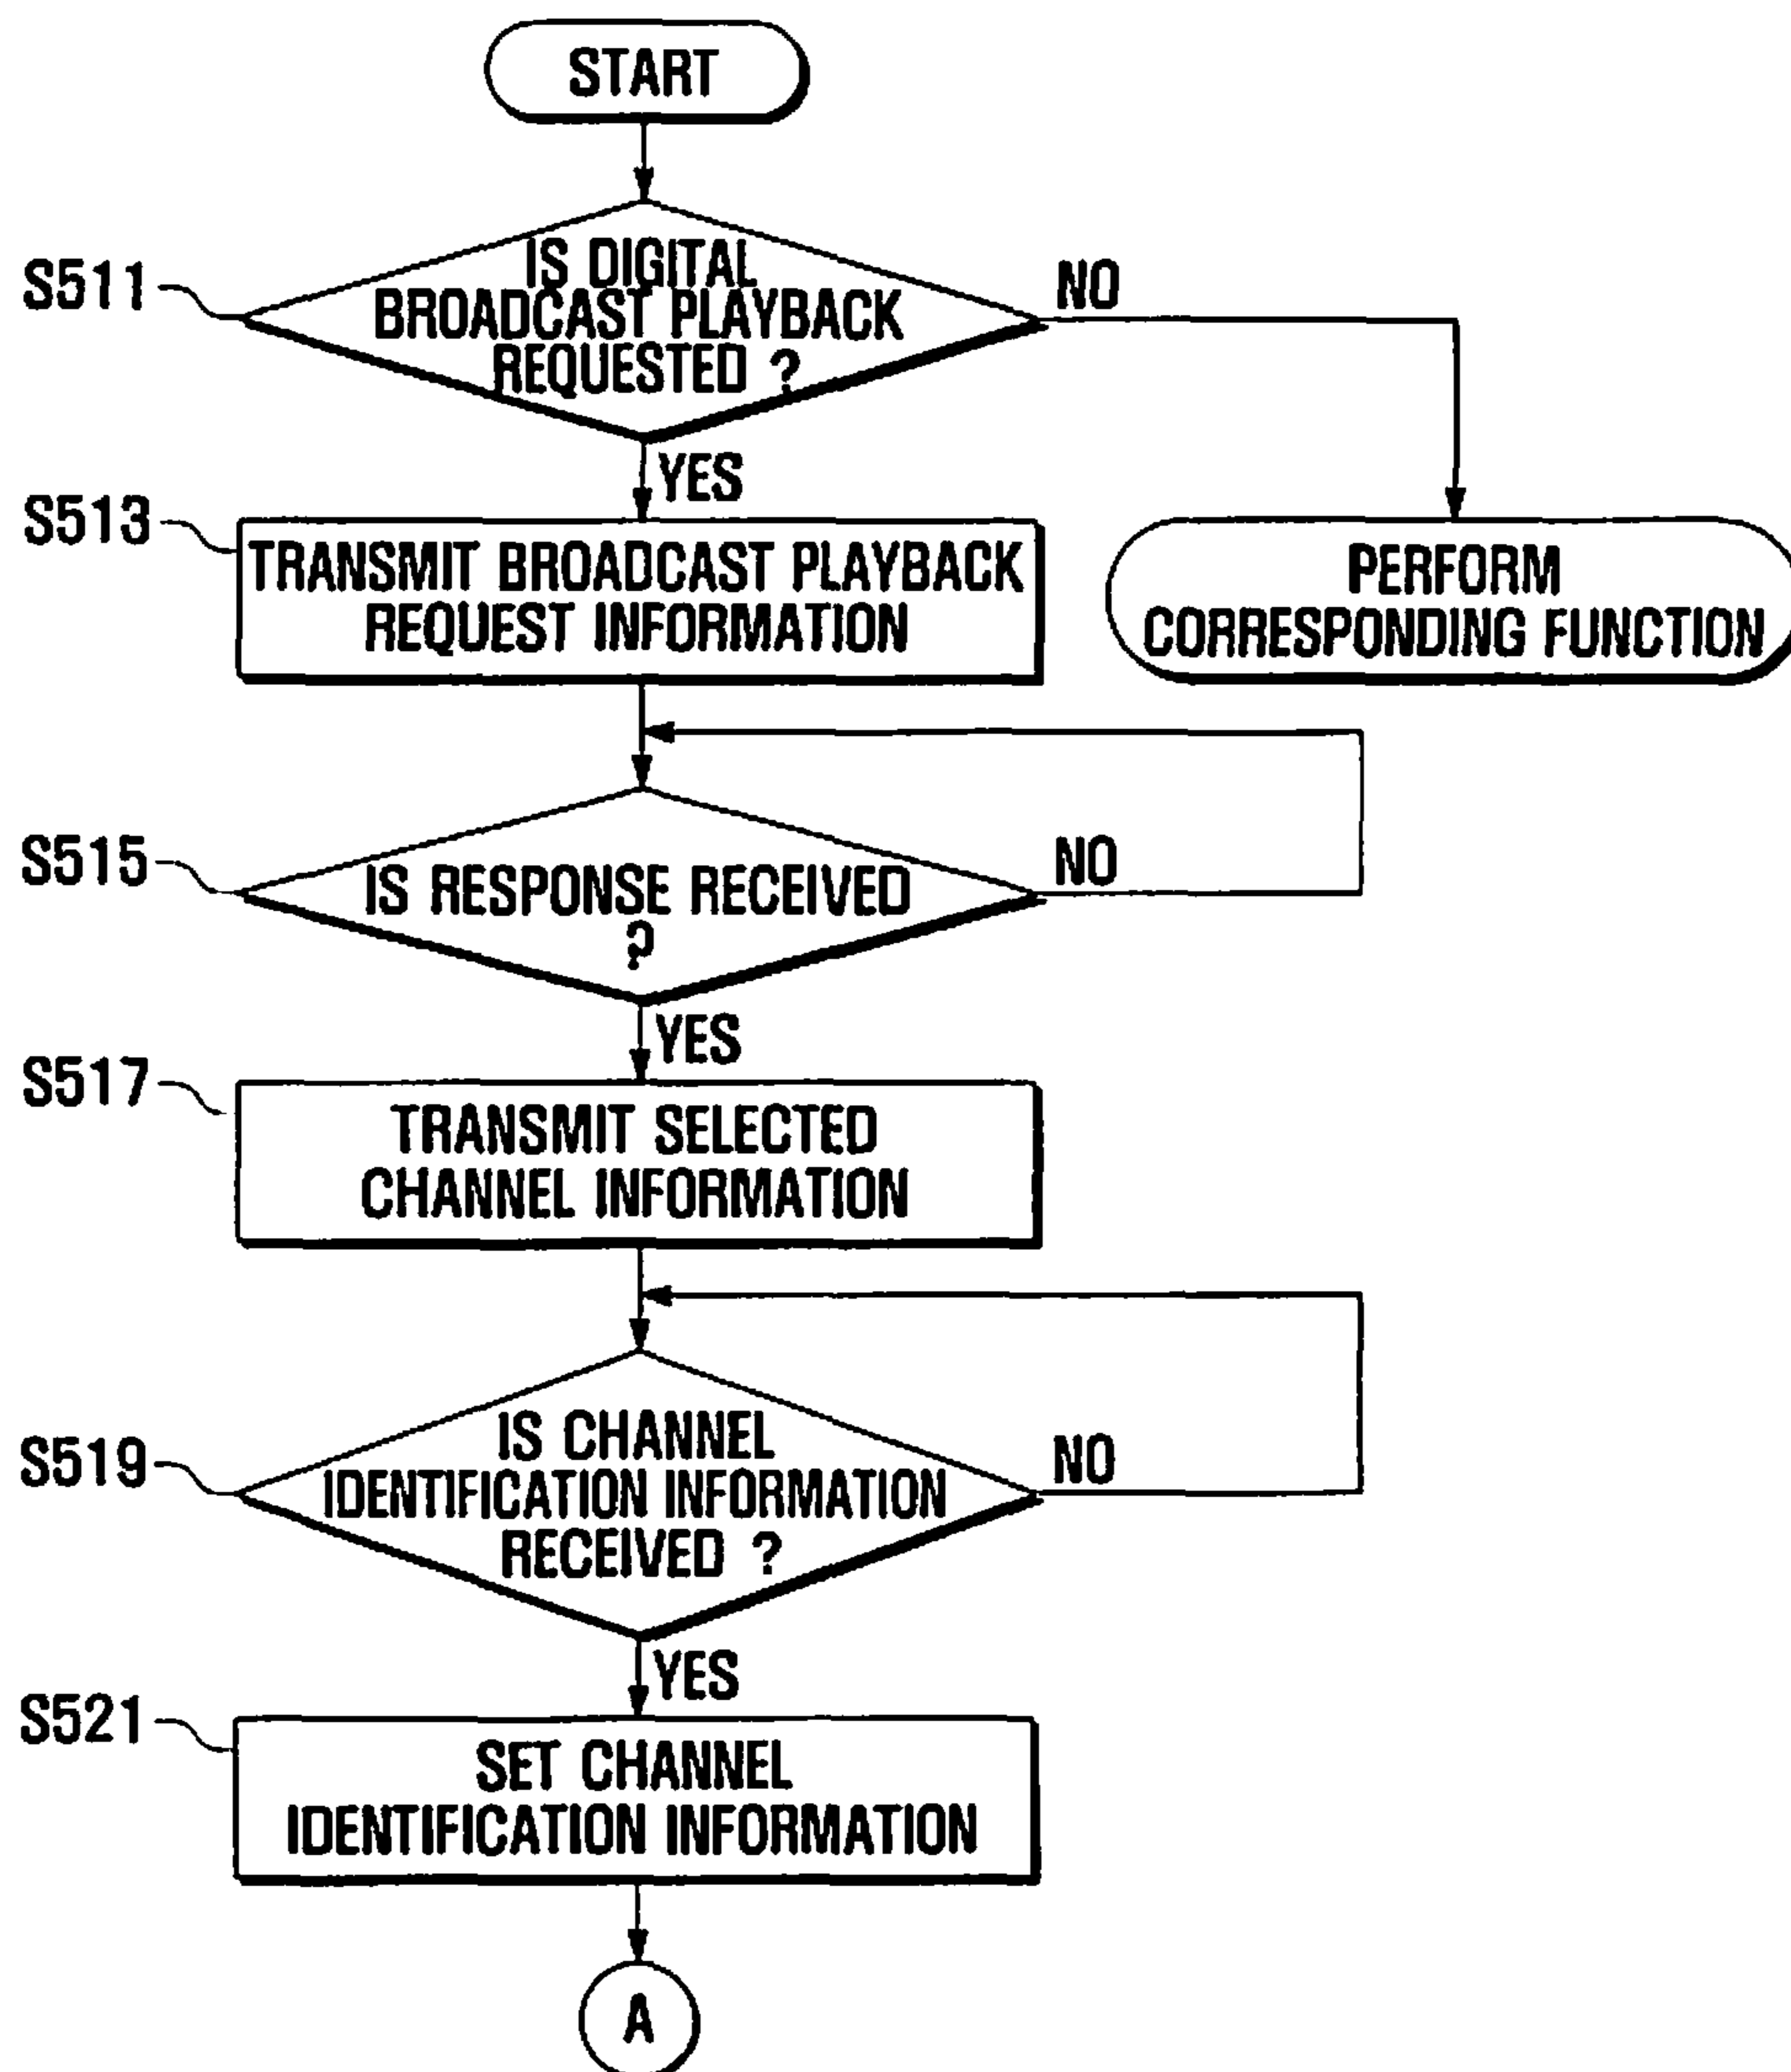 START
S511
IS DIGITAL
BROADCAST PLAYBACK
REQUESTED ?
NO
YES
S513
TRANSMIT BROADCAST PLAYBACK
REQUEST INFORMATION
PERFORM
CORRESPONDING FUNCTION
S515
IS RESPONSE RECEIVED
?
NO
YES
S517
TRANSMIT SELECTED
CHANNEL INFORMATION
S519
IS CHANNEL
IDENTIFICATION INFORMATION
RECEIVED ?
NO
YES
S521
SET CHANNEL
IDENTIFICATION INFORMATION
A